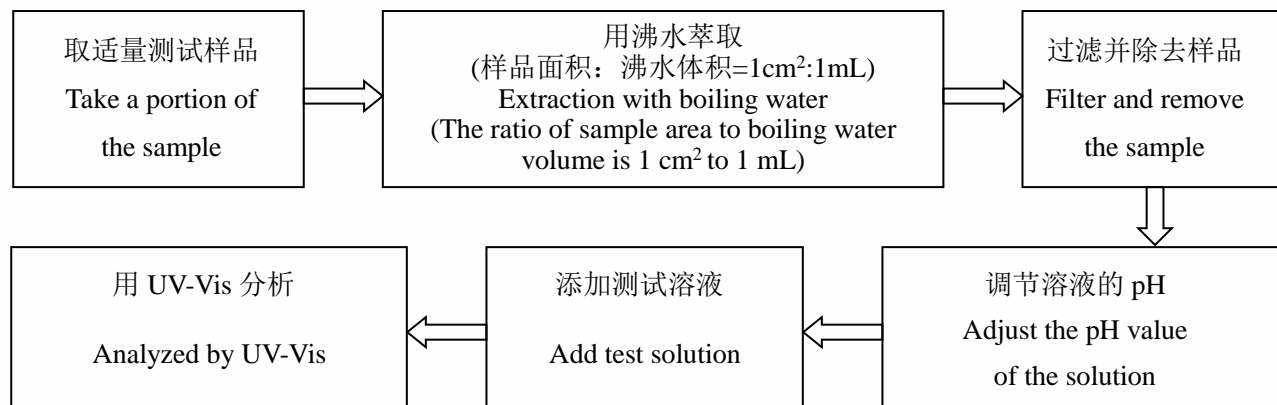 取适量测试样品
Take a portion of
the sample
用沸水萃取
(样品面积：沸水体积=1cm²:1mL)
Extraction with boiling water
(The ratio of sample area to boiling water
volume is 1 cm² to 1 mL)
过滤并除去样品
Filter and remove
the sample
调节溶液的 pH
Adjust the pH value
of the solution
添加测试溶液
Add test solution
用 UV-Vis 分析
Analyzed by UV-Vis